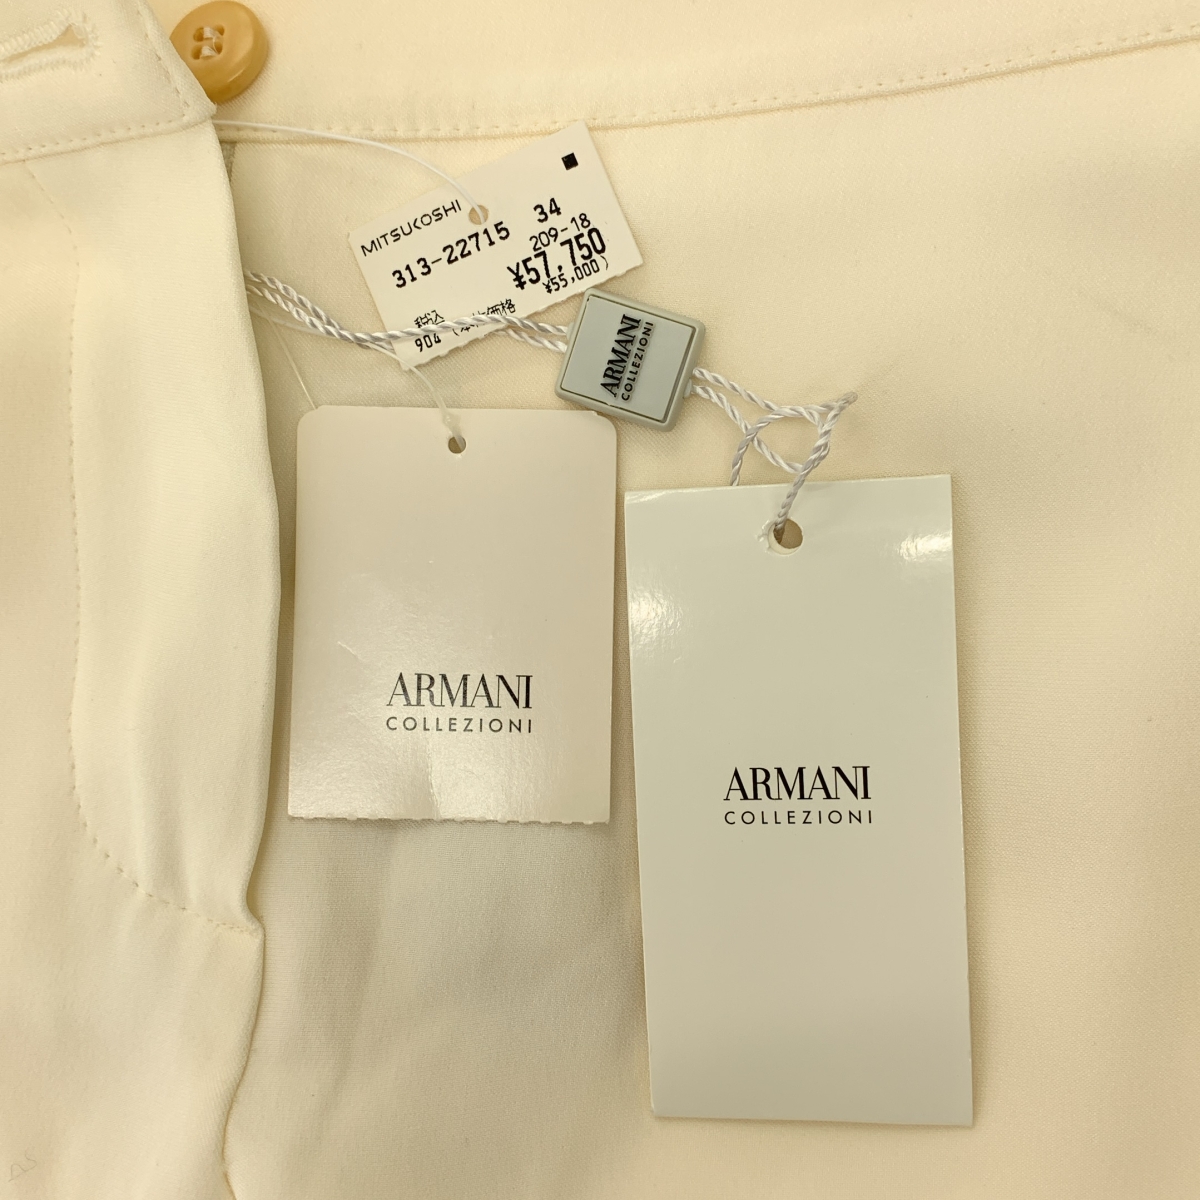 MITSUKOSHI
34
313-22715
209-18
¥57,750
¥55,000)
税込
904
ARMANI
COLLEZIONI
ARMANI
COLLEZIONI
ARMANI
COLLEZIONI